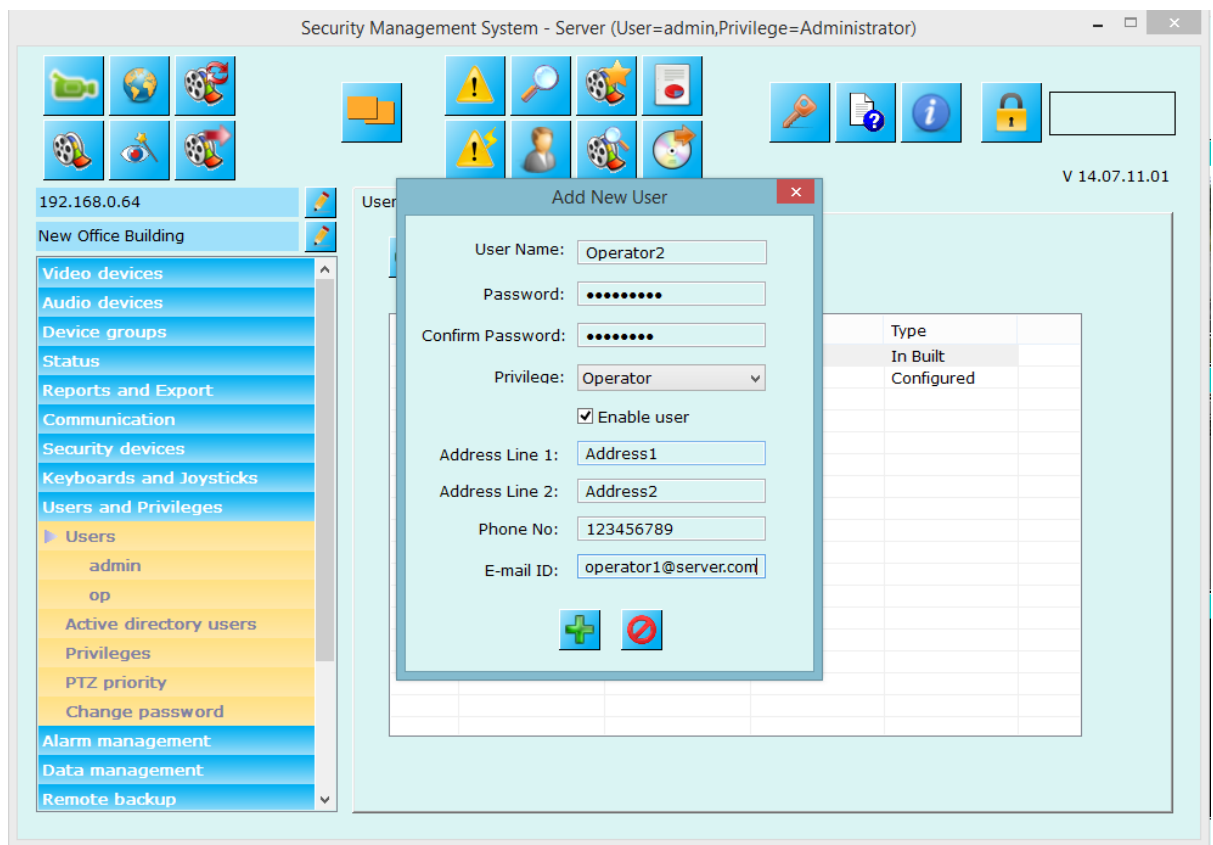 Security Management System - Server (User=admin,Privilege=Administrator)
V 14.07.11.01
192.168.0.64
New Office Building
Video devices
Audio devices
Device groups
Status
Reports and Export
Communication
Security devices
Keyboards and Joysticks
Users and Privileges
Users
admin
op
Active directory users
Privileges
PTZ priority
Change password
Alarm management
Data management
Remote backup
User
Add New User
User Name: Operator2
Password: •••••••••
Confirm Password: ••••••••
Privilege: Operator
Enable user
Address Line 1: Address1
Address Line 2: Address2
Phone No: 123456789
E-mail ID: operator1@server.com
Type
In Built
Configured